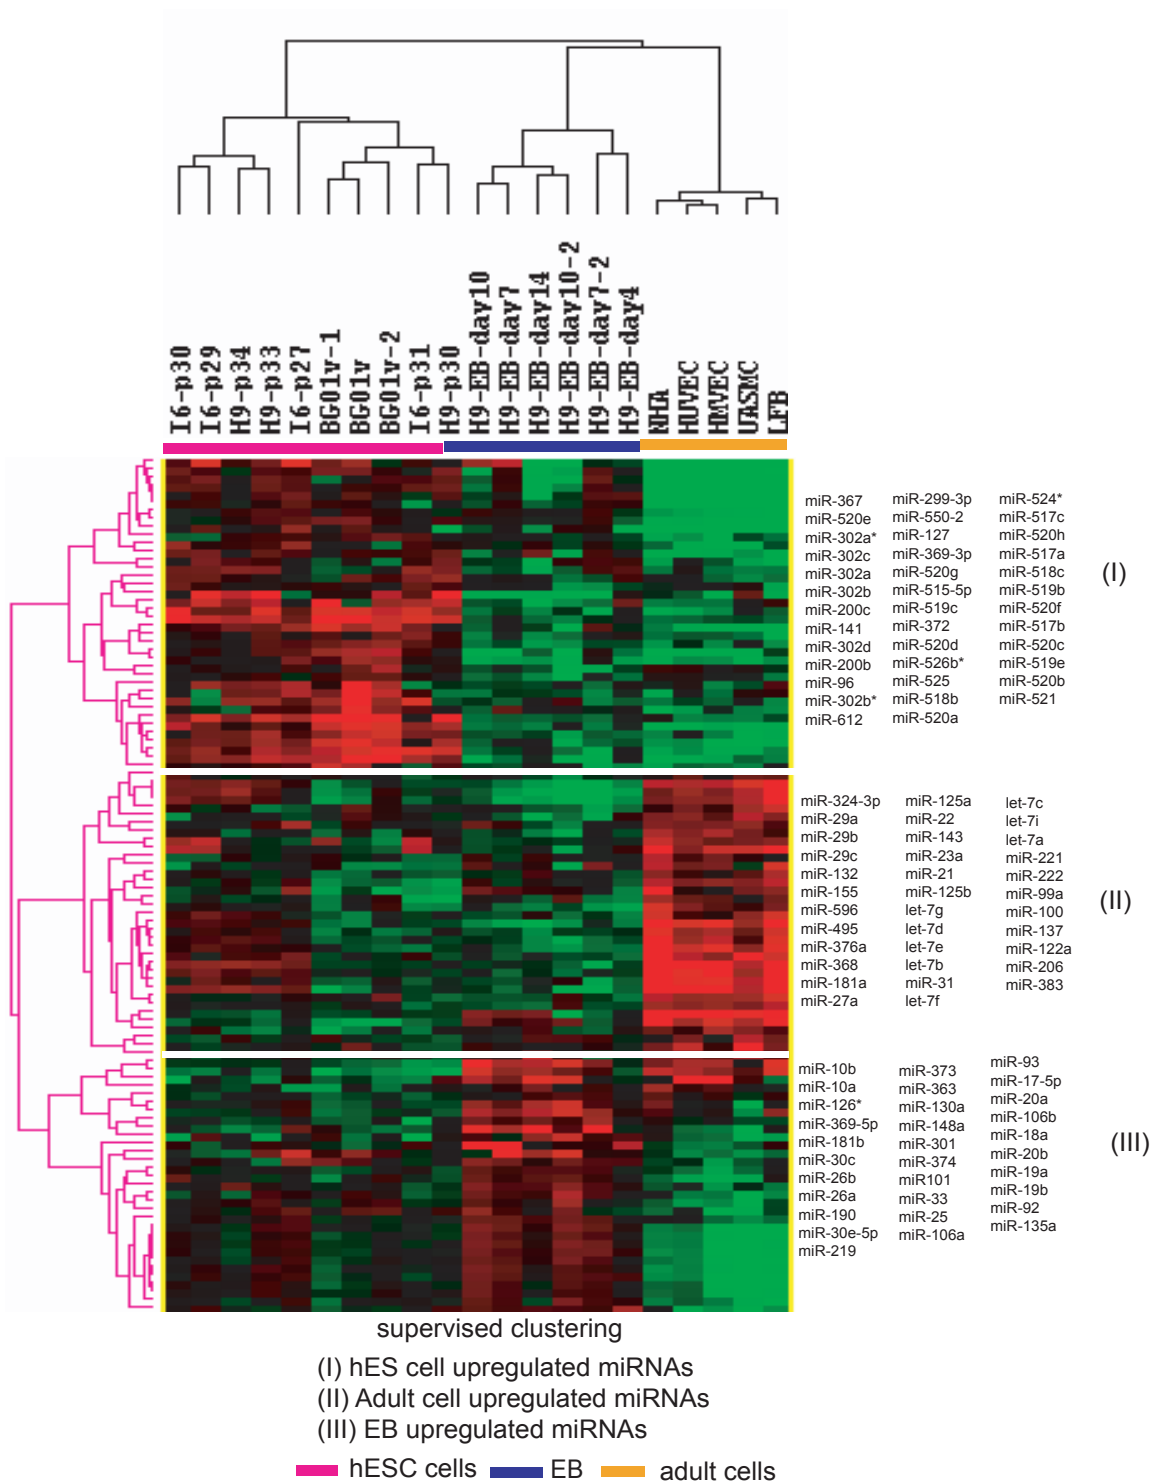 I6-p30
I6-p29
H9-p34
H9-p33
I6-p27
BG01v-1
BG01v
BG01v-2
I6-p31
H9-p30
H9-EB-day10
H9-EB-day7
H9-EB-day14
H9-EB-day10-2
H9-EB-day7-2
H9-EB-day4
NHA
HUVEC
HMVEC
UASMC
LFB
miR-367 miR-299-3p miR-524*
miR-520e miR-550-2 miR-517c
miR-302a* miR-127 miR-520h
miR-302c miR-369-3p miR-517a
miR-302a miR-520g miR-518c
miR-302b miR-515-5p miR-519b
miR-200c miR-519c miR-520f
miR-141 miR-372 miR-517b
miR-302d miR-520d miR-520c
miR-200b miR-526b* miR-519e
miR-96 miR-525 miR-520b
miR-302b* miR-518b miR-521
miR-612 miR-520a
(I)
miR-324-3p miR-125a let-7c
miR-29a miR-22 let-7i
miR-29b miR-143 let-7a
miR-29c miR-23a miR-221
miR-132 miR-21 miR-222
miR-155 miR-125b miR-99a
miR-596 let-7g miR-100
miR-495 let-7d miR-137
miR-376a let-7e miR-122a
miR-368 let-7b miR-206
miR-181a miR-31 miR-383
miR-27a let-7f
(II)
miR-10b miR-373 miR-93
miR-10a miR-363 miR-17-5p
miR-126* miR-130a miR-20a
miR-369-5p miR-148a miR-106b
miR-181b miR-301 miR-18a
miR-30c miR-374 miR-20b
miR-26b miR101 miR-19a
miR-26a miR-33 miR-19b
miR-190 miR-25 miR-92
miR-30e-5p miR-106a miR-135a
miR-219
(III)
supervised clustering
(I) hES cell upregulated miRNAs
(II) Adult cell upregulated miRNAs
(III) EB upregulated miRNAs
hESC cells EB adult cells